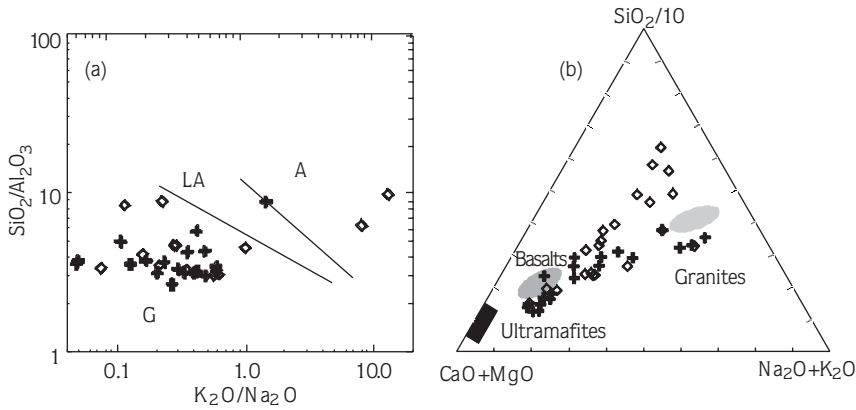 (a)
100
10
1
SiO₂/Al₂O₃
LA
A
G
0.1
1.0
10.0
K₂O/Na₂O
(b)
SiO₂/10
Basalts
Granites
Ultramafites
CaO+MgO
Na₂O+K₂O